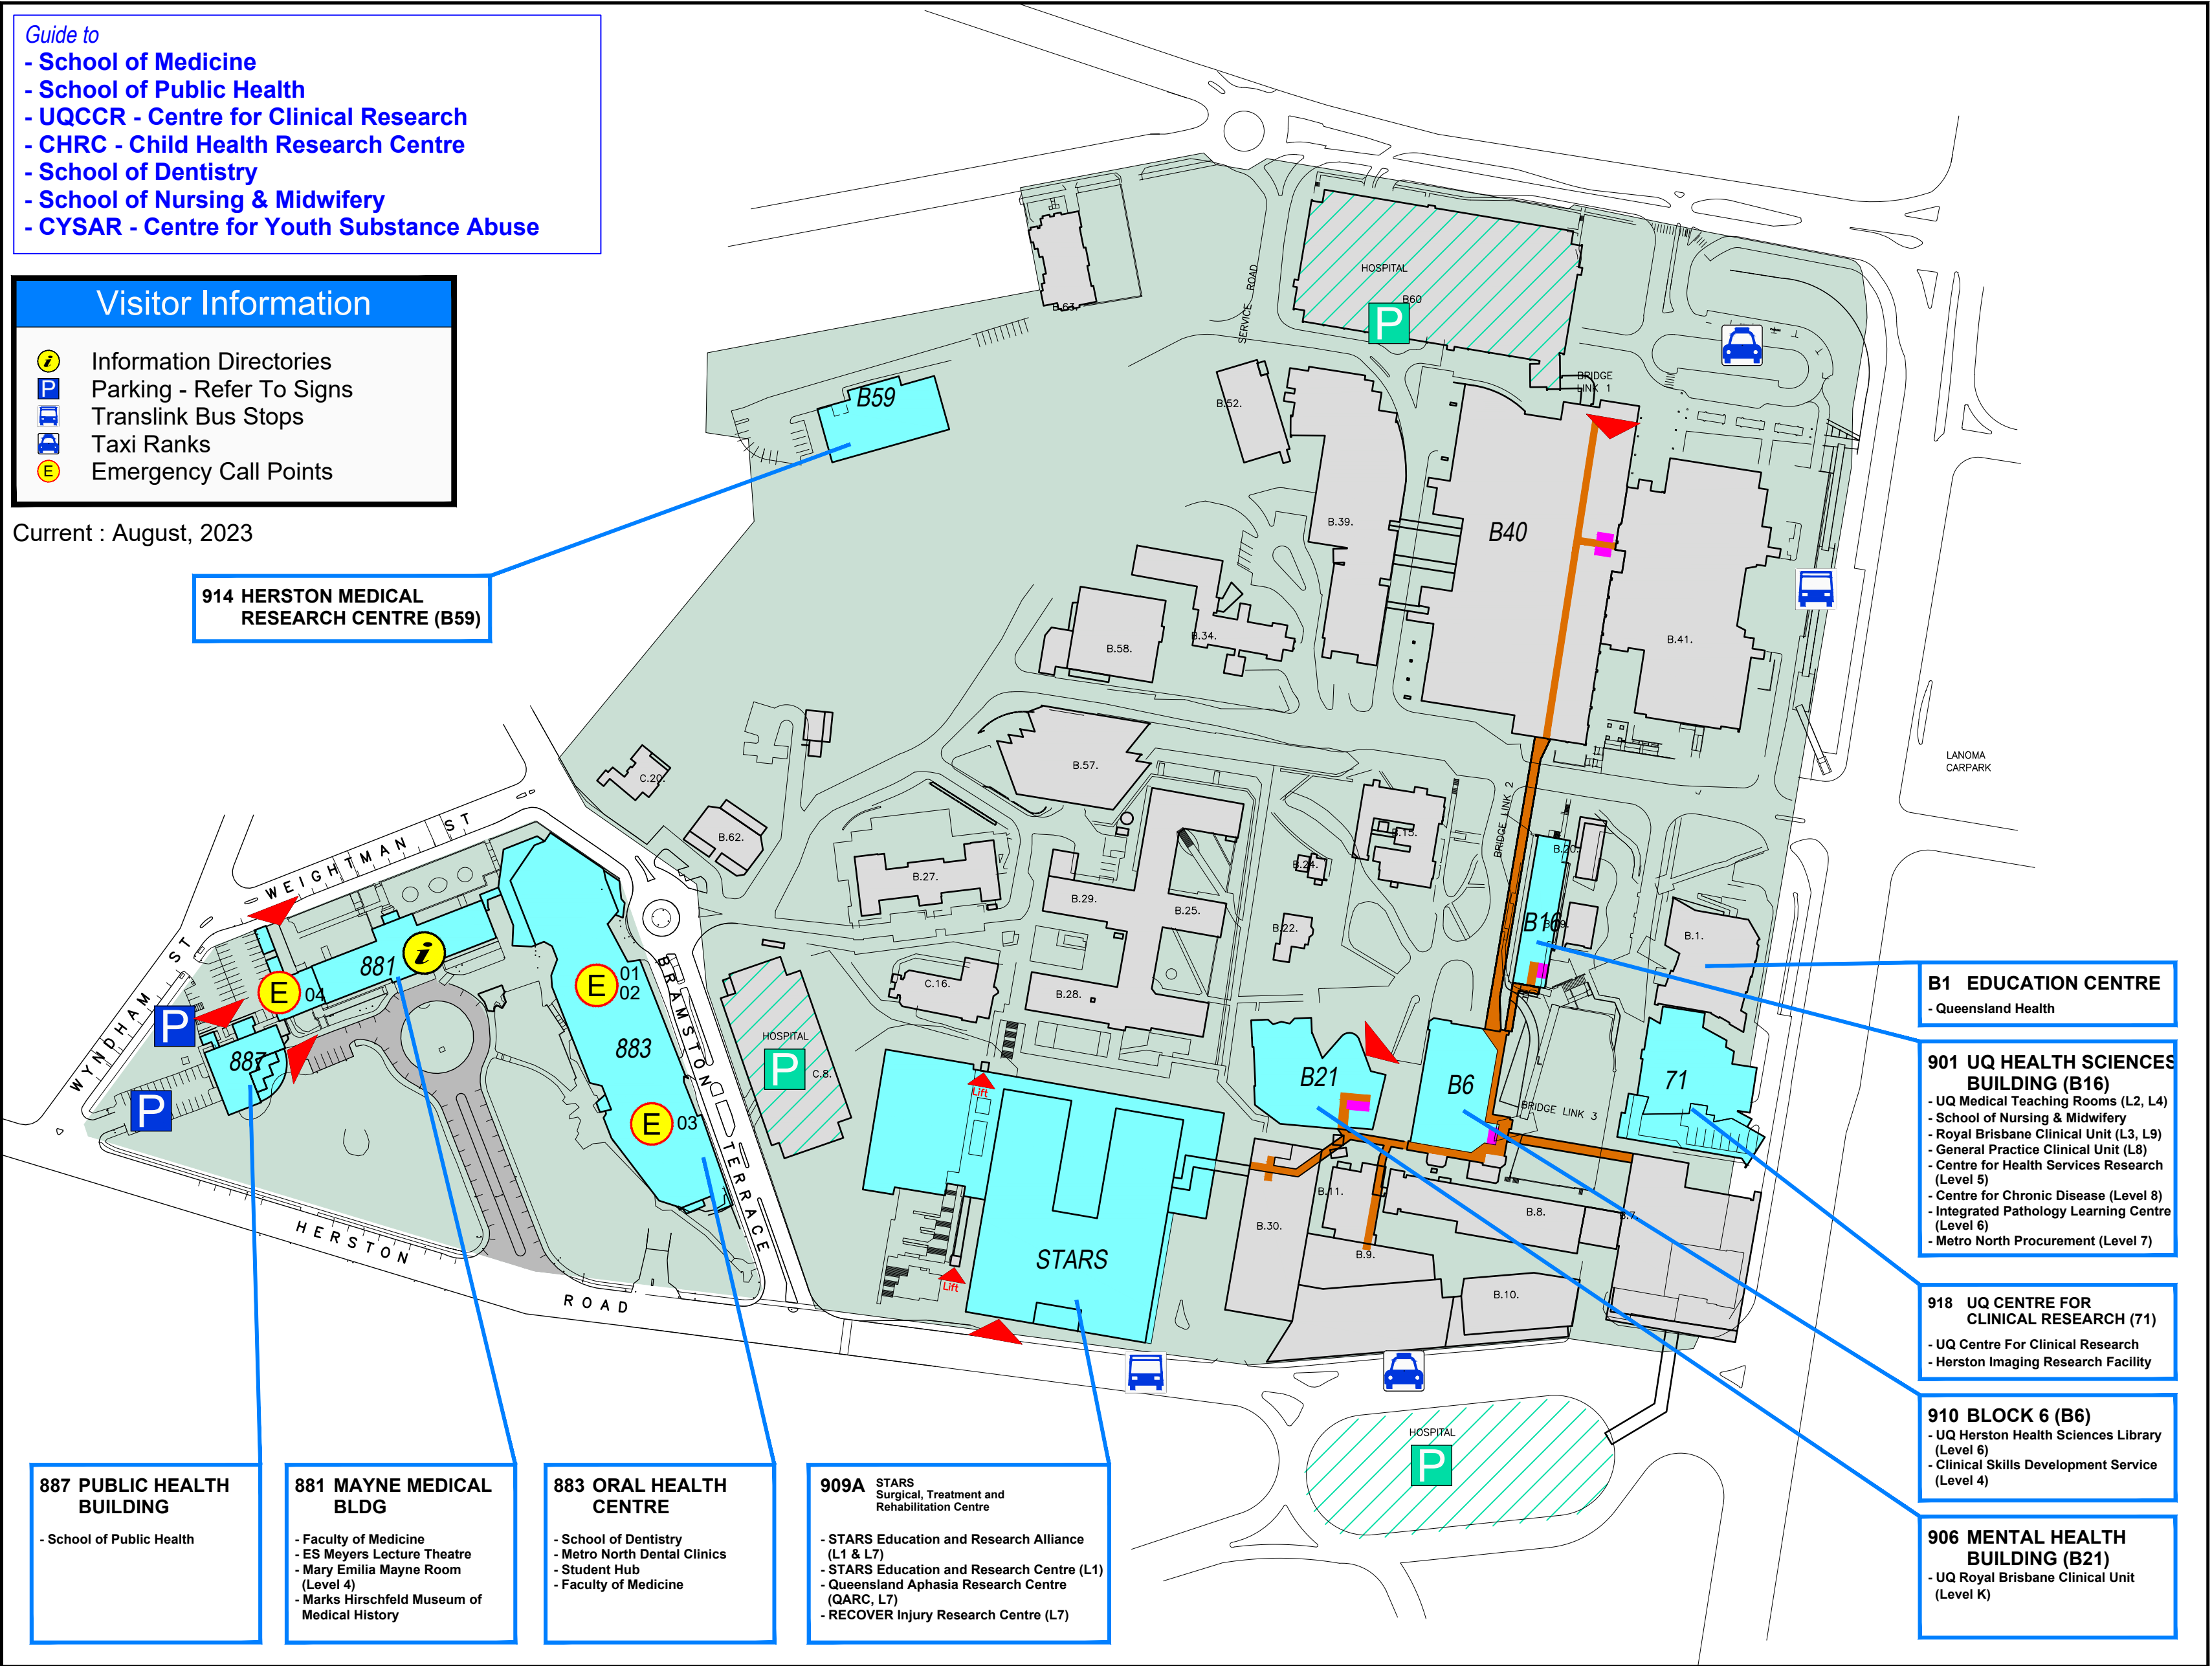 Guide to
- School of Medicine
- School of Public Health
- UQCCR - Centre for Clinical Research
- CHRC - Child Health Research Centre
- School of Dentistry
- School of Nursing & Midwifery
- CYSAR - Centre for Youth Substance Abuse
Visitor Information
i Information Directories
P Parking - Refer To Signs
Translink Bus Stops
Taxi Ranks
E Emergency Call Points
Current : August, 2023
914 HERSTON MEDICAL
RESEARCH CENTRE (B59)
B.63.
B59
SERVICE ROAD
HOSPITAL
B60
P
BRIDGE
LINK 1
B.52.
B.39.
B40
B.41.
B.58.
B.34.
B.57.
LANOMA
CARPARK
C.20.
B.62.
B.27.
B.29.
B.25.
B.24.
B.15.
B.22.
BRIDGE LINK 2
B.20.
B16
B.19.
B.1.
C.16.
B.28.
WEIGHTMAN ST
WYNDHAM ST
881
i
E 04
P
887
P
E 01
02
883
E 03
BRAMSTON TERRACE
HOSPITAL
P
C.8.
Lift
B21
B6
BRIDGE LINK 3
71
STARS
Lift
B.30.
B.11.
B.9.
B.8.
B.7.
B.10.
HERSTON ROAD
HOSPITAL
P
B1 EDUCATION CENTRE
- Queensland Health
901 UQ HEALTH SCIENCES
BUILDING (B16)
- UQ Medical Teaching Rooms (L2, L4)
- School of Nursing & Midwifery
- Royal Brisbane Clinical Unit (L3, L9)
- General Practice Clinical Unit (L8)
- Centre for Health Services Research
(Level 5)
- Centre for Chronic Disease (Level 8)
- Integrated Pathology Learning Centre
(Level 6)
- Metro North Procurement (Level 7)
918 UQ CENTRE FOR
CLINICAL RESEARCH (71)
- UQ Centre For Clinical Research
- Herston Imaging Research Facility
910 BLOCK 6 (B6)
- UQ Herston Health Sciences Library
(Level 6)
- Clinical Skills Development Service
(Level 4)
906 MENTAL HEALTH
BUILDING (B21)
- UQ Royal Brisbane Clinical Unit
(Level K)
887 PUBLIC HEALTH
BUILDING
- School of Public Health
881 MAYNE MEDICAL
BLDG
- Faculty of Medicine
- ES Meyers Lecture Theatre
- Mary Emilia Mayne Room
(Level 4)
- Marks Hirschfeld Museum of
Medical History
883 ORAL HEALTH
CENTRE
- School of Dentistry
- Metro North Dental Clinics
- Student Hub
- Faculty of Medicine
909A STARS
Surgical, Treatment and
Rehabilitation Centre
- STARS Education and Research Alliance
(L1 & L7)
- STARS Education and Research Centre (L1)
- Queensland Aphasia Research Centre
(QARC, L7)
- RECOVER Injury Research Centre (L7)